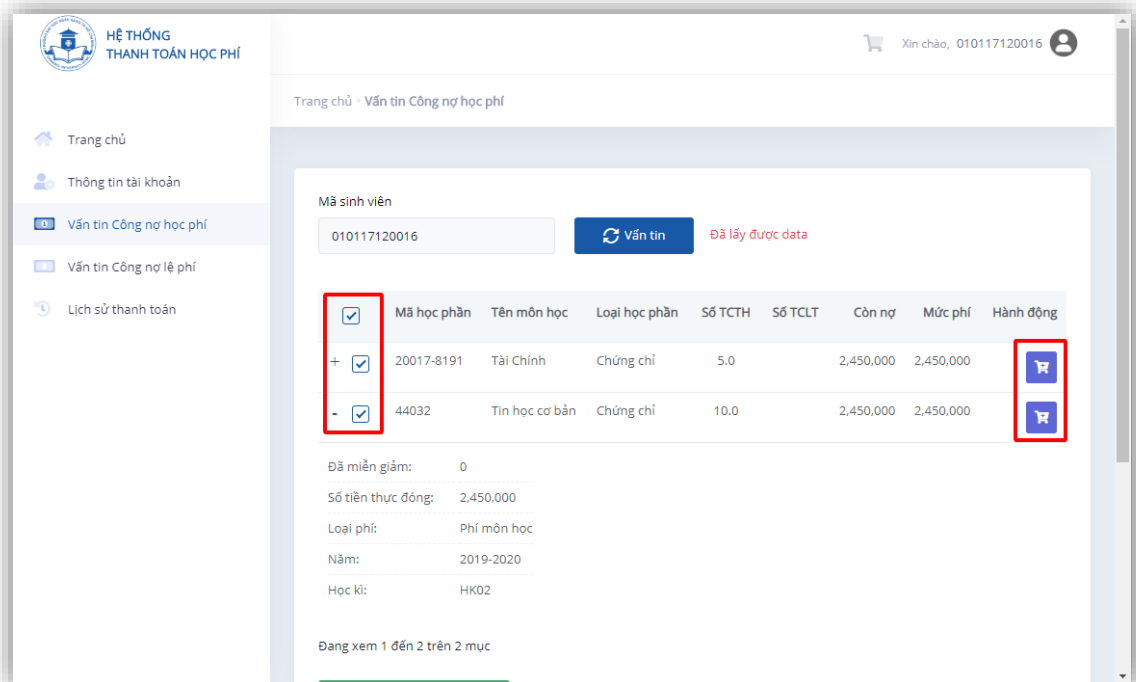 HỆ THỐNG
THANH TOÁN HỌC PHÍ
Xin chào, 010117120016
Trang chủ • Vấn tin Công nợ học phí
Trang chủ
Thông tin tài khoản
Vấn tin Công nợ học phí
Vấn tin Công nợ lệ phí
Lịch sử thanh toán
Mã sinh viên
010117120016 Vấn tin Đã lấy được data
Mã học phần Tên môn học Loại học phần Số TCTH Số TCLT Còn nợ Mức phí Hành động
+ 20017-8191 Tài Chính Chứng chỉ 5.0 2,450,000 2,450,000
- 44032 Tin học cơ bản Chứng chỉ 10.0 2,450,000 2,450,000
Đã miễn giảm: 0
Số tiền thực đóng: 2,450,000
Loại phí: Phí môn học
Năm: 2019-2020
Học kì: HK02
Đang xem 1 đến 2 trên 2 mục